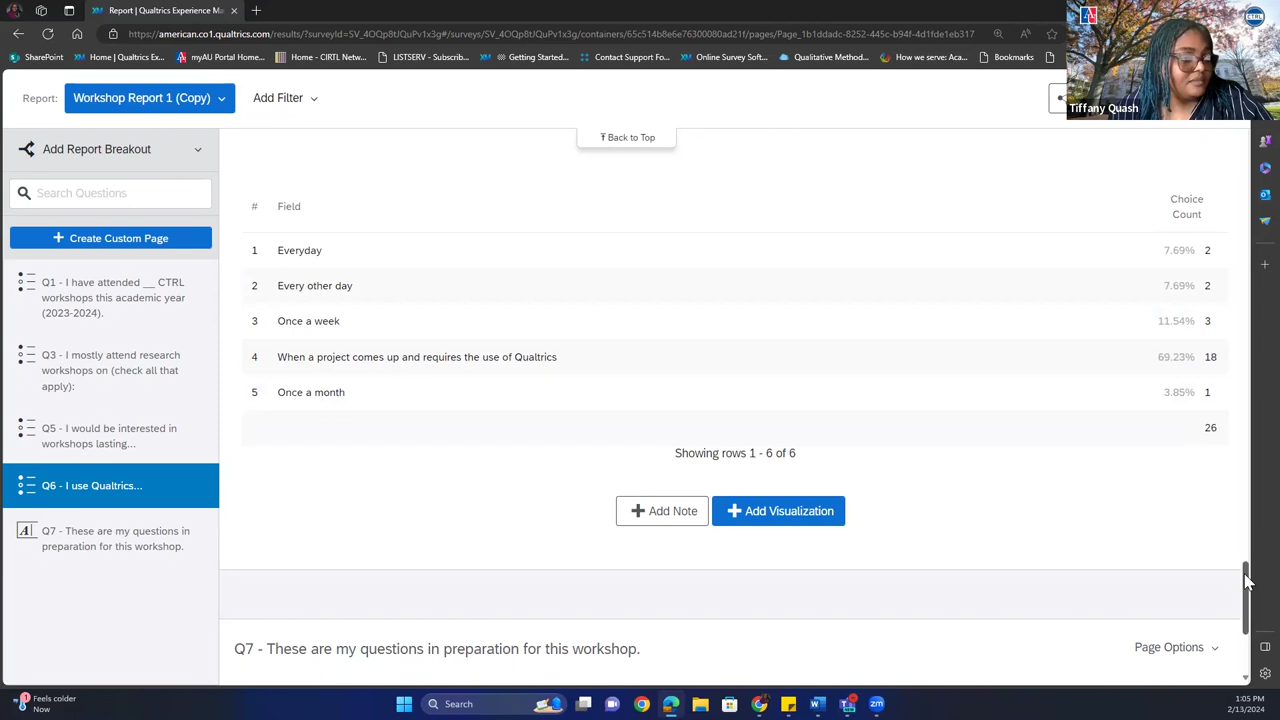 Report | Qualtrics Experience Ma
https://american.co1.qualtrics.com/results/?surveyId=SV_4OQp8tJQuPv1x3g#/surveys/SV_4OQp8tJQuPv1x3g/containers/65c514b8e6e76300080ad21f/pages/Page_1b1ddadc-8252-445c-b94f-4d1fde1eb317
SharePoint
Home | Qualtrics Ex...
myAU Portal Home...
Home - CIRTL Netw...
LISTSERV - Subscrib...
Getting Started...
Contact Support Fo...
Online Survey Soft...
Qualitative Method...
How we serve: Aca...
Bookmarks
CTRL
Tiffany Quash
Report:
Workshop Report 1 (Copy)
Add Filter
Add Report Breakout
Search Questions
Create Custom Page
Q1 - I have attended __ CTRL
workshops this academic year
(2023-2024).
Q3 - I mostly attend research
workshops on (check all that
apply):
Q5 - I would be interested in
workshops lasting...
Q6 - I use Qualtrics...
A
Q7 - These are my questions in
preparation for this workshop.
Back to Top
# Field Choice
Count
1 Everyday 7.69% 2
2 Every other day 7.69% 2
3 Once a week 11.54% 3
4 When a project comes up and requires the use of Qualtrics 69.23% 18
5 Once a month 3.85% 1
26
Showing rows 1 - 6 of 6
Add Note
Add Visualization
Q7 - These are my questions in preparation for this workshop.
Page Options
1
Feels colder
Now
Search
zm
1:05 PM
2/13/2024